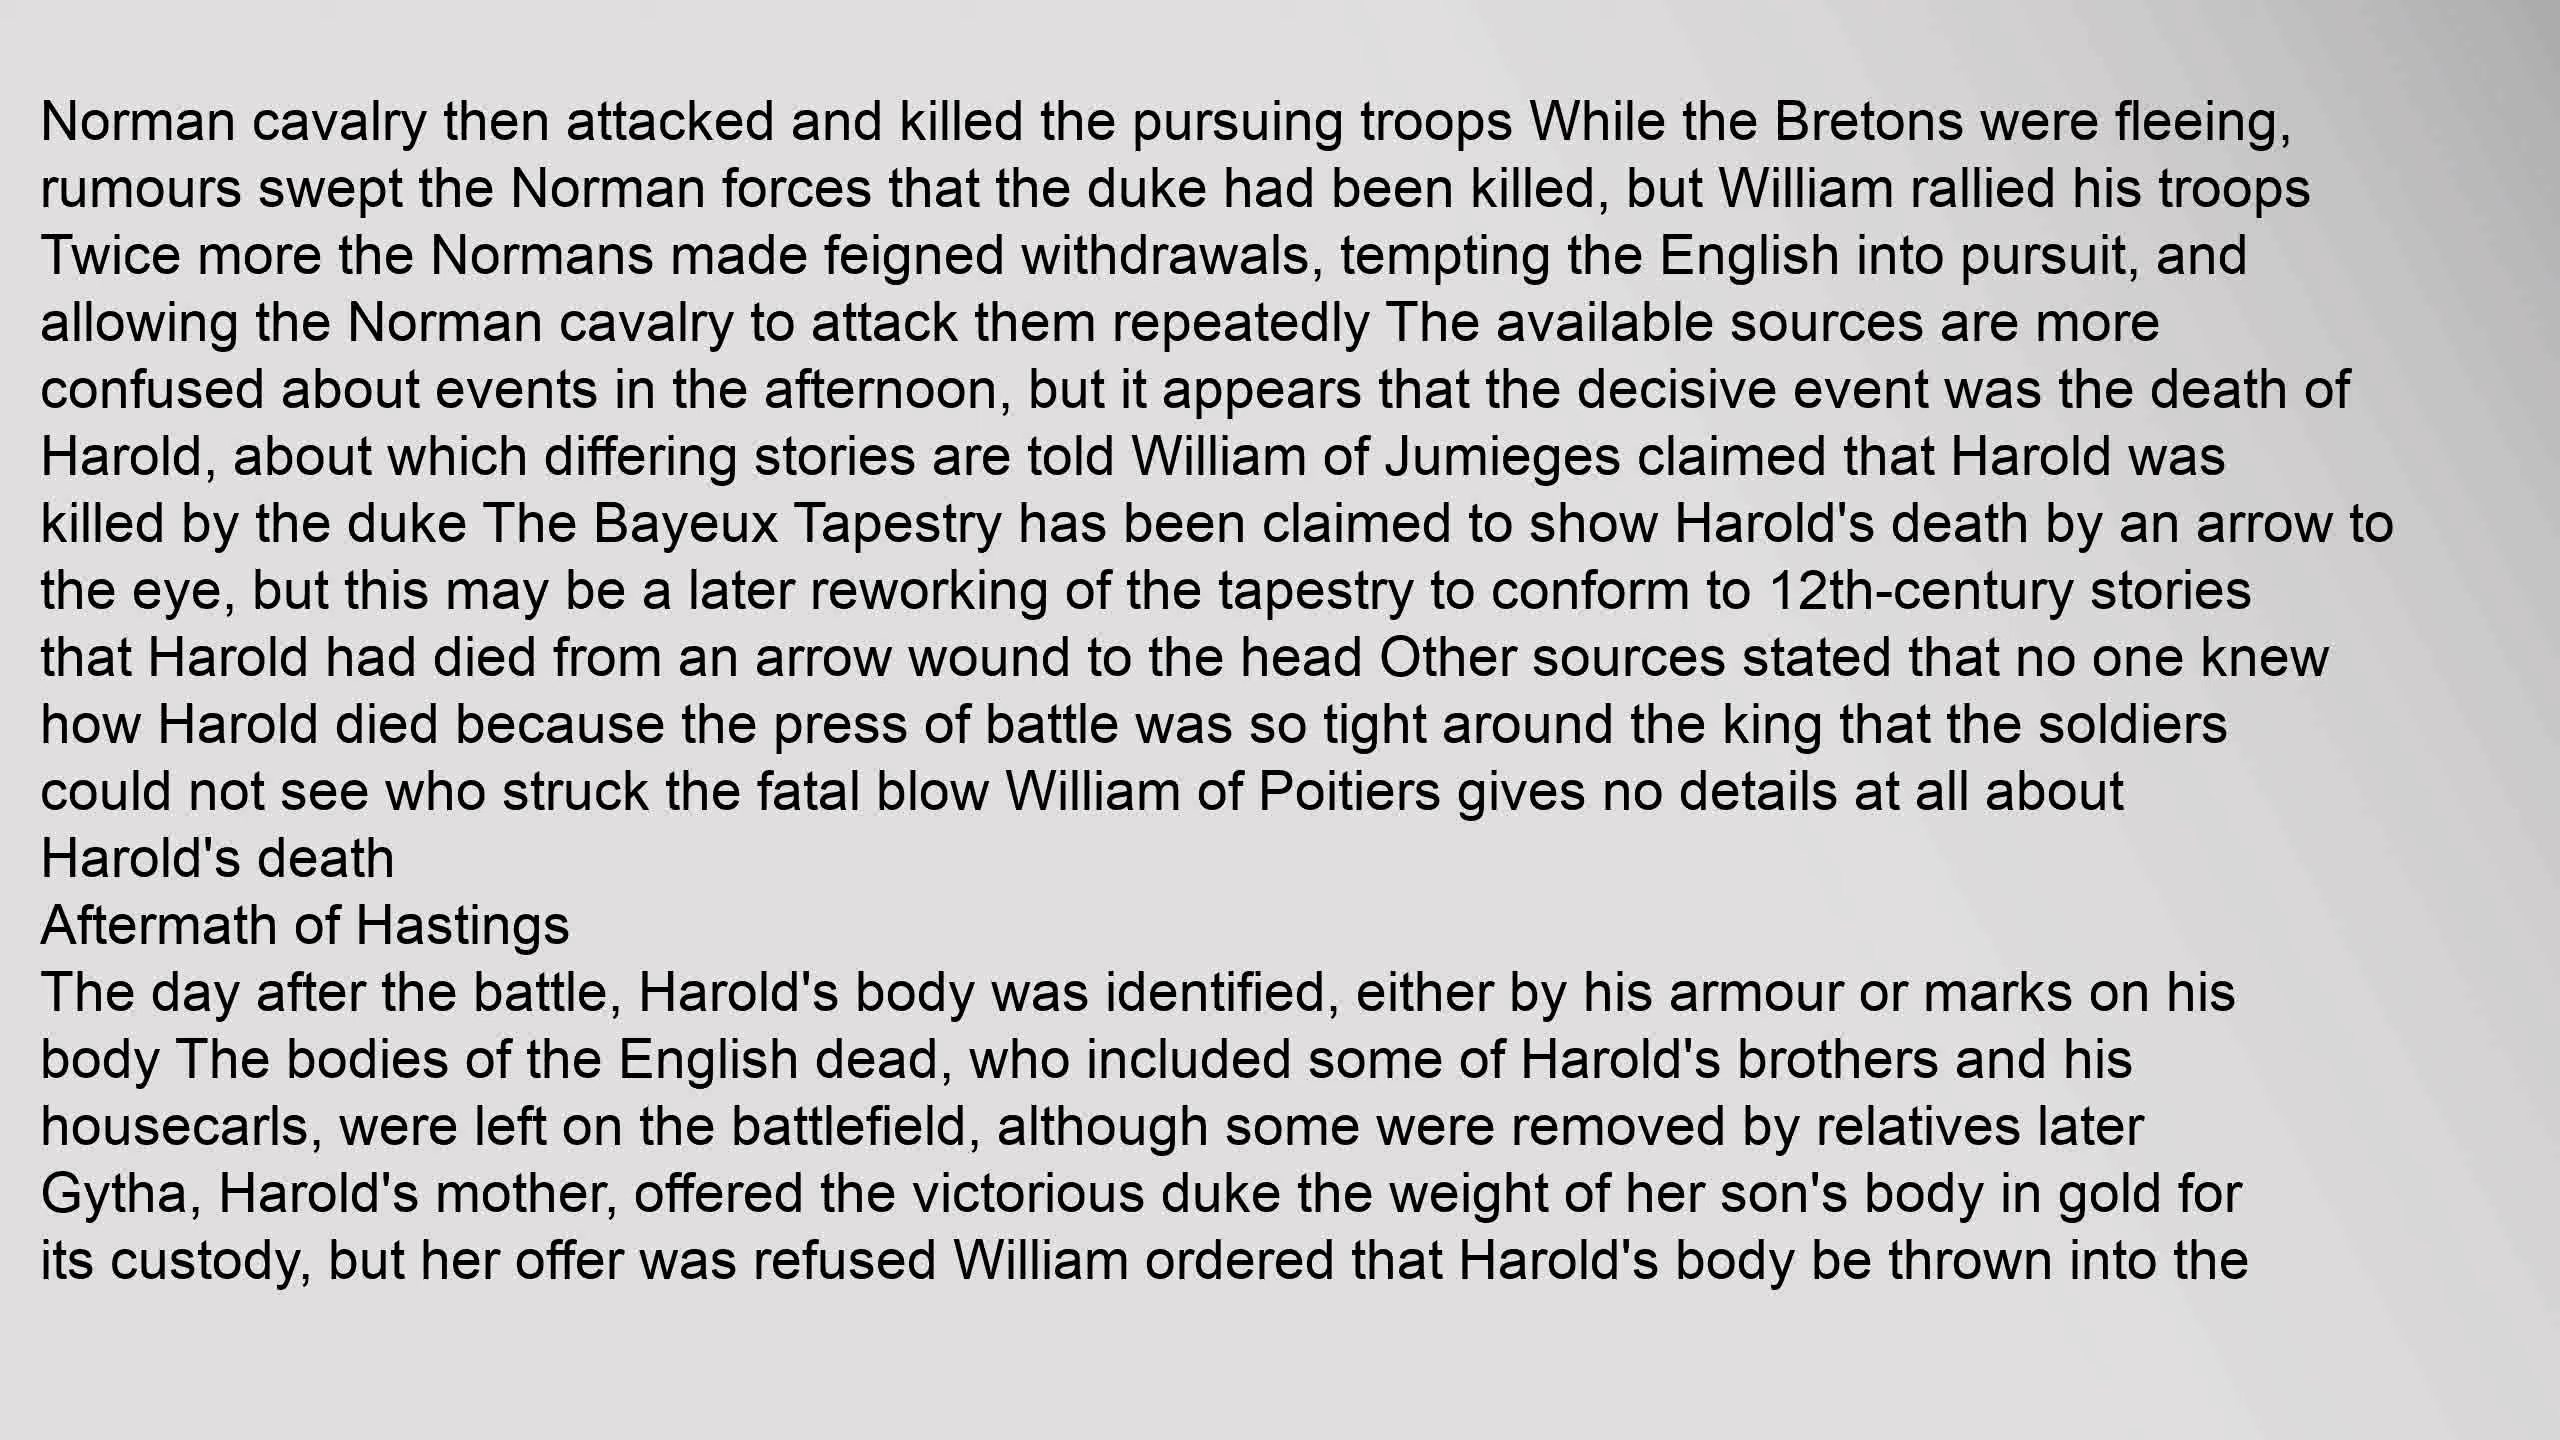 Norman cavalry then attacked and killed the pursuing troops While the Bretons were fleeing,
rumours swept the Norman forces that the duke had been killed, but William rallied his troops
Twice more the Normans made feigned withdrawals, tempting the English into pursuit, and
allowing the Norman cavalry to attack them repeatedly The available sources are more
confused about events in the afternoon, but it appears that the decisive event was the death of
Harold, about which differing stories are told William of Jumieges claimed that Harold was
killed by the duke The Bayeux Tapestry has been claimed to show Harold's death by an arrow to
the eye, but this may be a later reworking of the tapestry to conform to 12th-century stories
that Harold had died from an arrow wound to the head Other sources stated that no one knew
how Harold died because the press of battle was so tight around the king that the soldiers
could not see who struck the fatal blow William of Poitiers gives no details at all about
Harold's death
Aftermath of Hastings
The day after the battle, Harold's body was identified, either by his armour or marks on his
body The bodies of the English dead, who included some of Harold's brothers and his
housecarls, were left on the battlefield, although some were removed by relatives later
Gytha, Harold's mother, offered the victorious duke the weight of her son's body in gold for
its custody, but her offer was refused William ordered that Harold's body be thrown into the